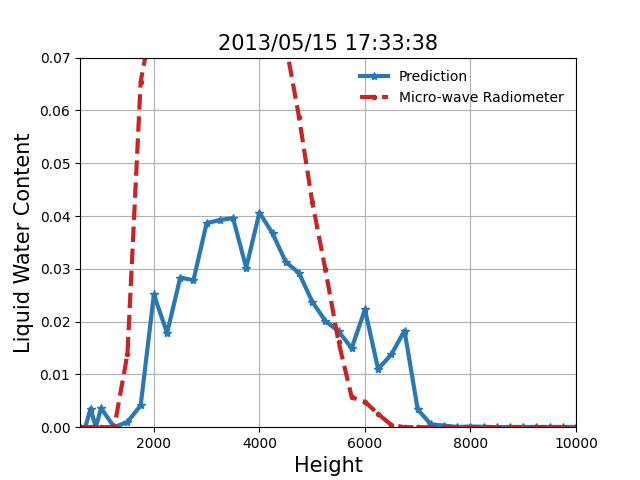 2013/05/15 17:33:38
0.07
0.06
0.05
0.04
0.03
0.02
0.01
0.00
Liquid Water Content
Prediction
Micro-wave Radiometer
2000 4000 6000 8000 10000
Height